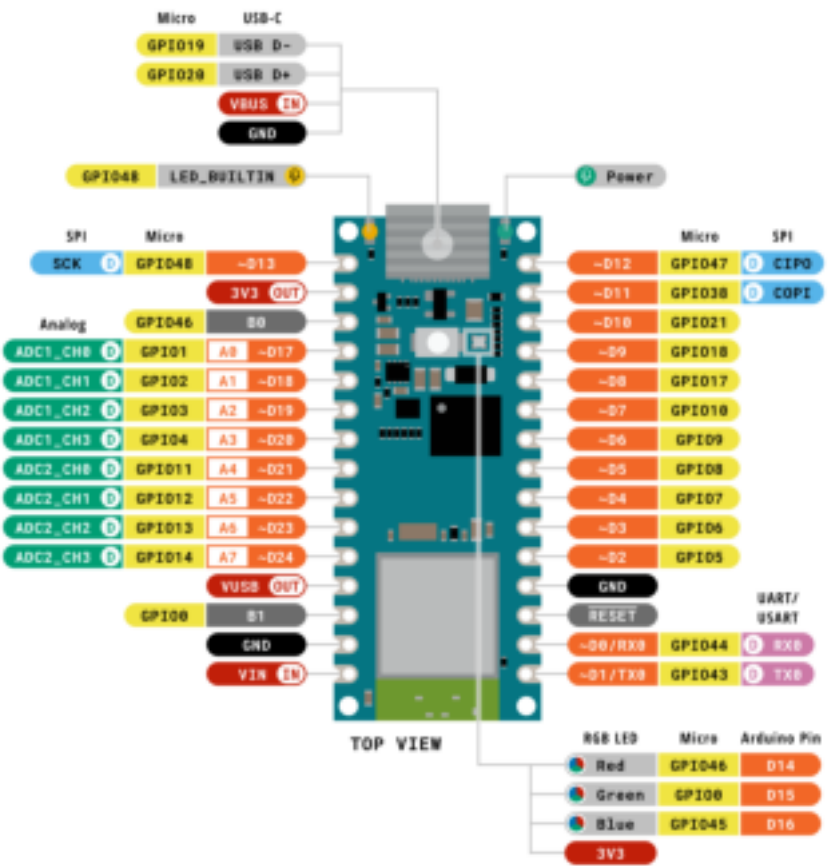 Micro USB-C
GPIO19 USB D-
GPIO20 USB D+
VBUS IN
GND
GPIO48 LED_BUILTIN
Power
SPI Micro
SCK D GPIO48 ~D13
3V3 OUT
Analog
GPIO46 B0
ADC1_CH0 D GPIO1 A0 ~D17
ADC1_CH1 D GPIO2 A1 ~D18
ADC1_CH2 D GPIO3 A2 ~D19
ADC1_CH3 D GPIO4 A3 ~D20
ADC2_CH0 D GPIO11 A4 ~D21
ADC2_CH1 D GPIO12 A5 ~D22
ADC2_CH2 D GPIO13 A6 ~D23
ADC2_CH3 D GPIO14 A7 ~D24
VUSB OUT
GPIO0 B1
GND
VIN IN
Micro SPI
~D12 GPIO47 D CIPO
~D11 GPIO38 D COPI
~D10 GPIO21
~D9 GPIO18
~D8 GPIO17
~D7 GPIO10
~D6 GPIO9
~D5 GPIO8
~D4 GPIO7
~D3 GPIO6
~D2 GPIO5
GND
UART/
USART
RESET
~D0/RX0 GPIO44 D RX0
~D1/TX0 GPIO43 D TX0
TOP VIEW
RGB LED Micro Arduino Pin
Red GPIO46 D14
Green GPIO0 D15
Blue GPIO45 D16
3V3